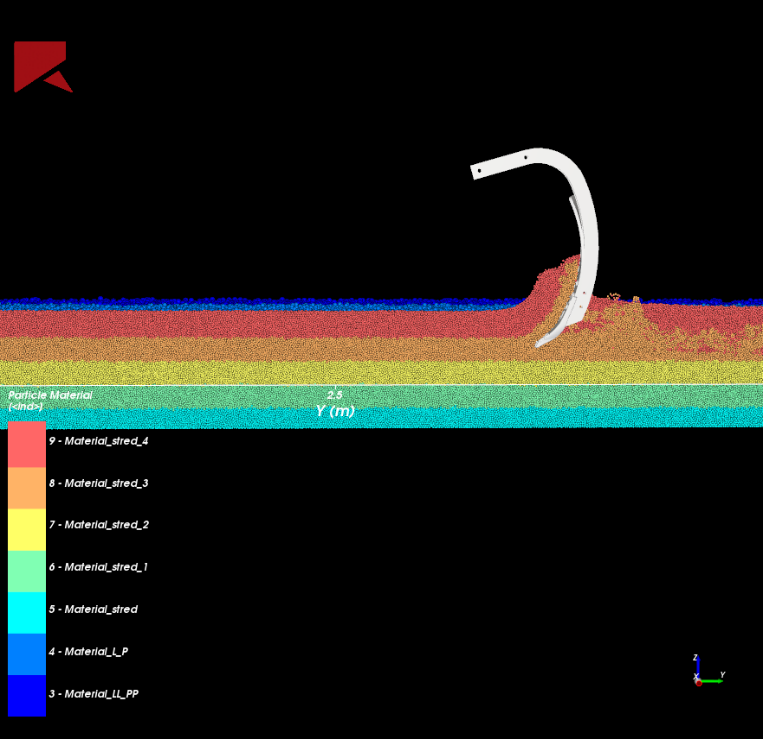 Particle Material
(<Ind>)
2.5
Y (m)
9 - Material_stred_4
8 - Material_stred_3
7 - Material_stred_2
6 - Material_stred_1
5 - Material_stred
4 - Material_L_P
3 - Material_LL_PP
Z
X
Y